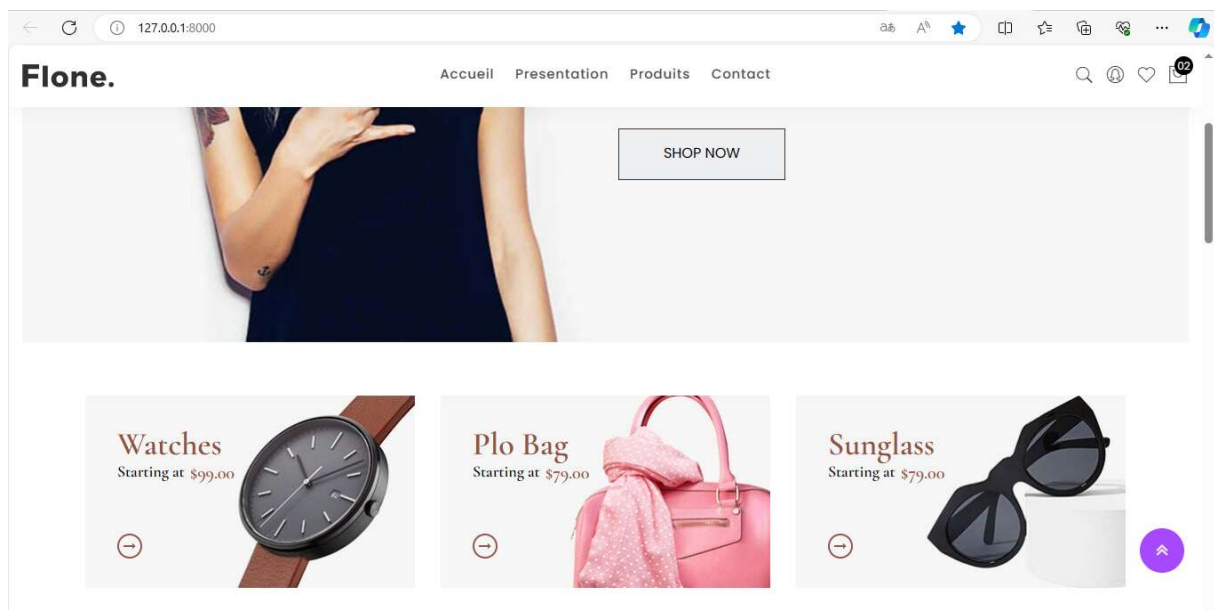 127.0.0.1:8000
Flone.
Accueil Presentation Produits Contact
02
SHOP NOW
Watches
Starting at $99.00
Plo Bag
Starting at $79.00
Sunglass
Starting at $79.00